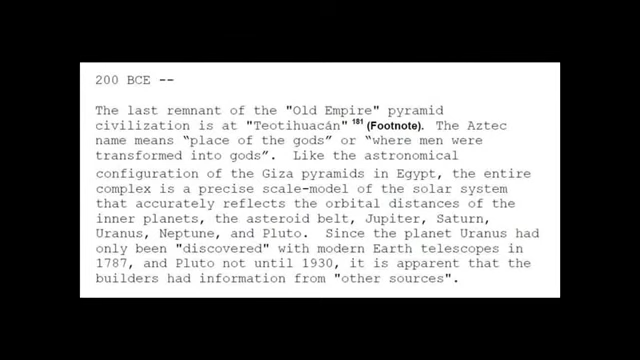 200 BCE --
The last remnant of the "Old Empire" pyramid
civilization is at "Teotihuacán" 181 (Footnote). The Aztec
name means “place of the gods” or “where men were
transformed into gods”. Like the astronomical
configuration of the Giza pyramids in Egypt, the entire
complex is a precise scale-model of the solar system
that accurately reflects the orbital distances of the
inner planets, the asteroid belt, Jupiter, Saturn,
Uranus, Neptune, and Pluto. Since the planet Uranus had
only been "discovered" with modern Earth telescopes in
1787, and Pluto not until 1930, it is apparent that the
builders had information from "other sources".